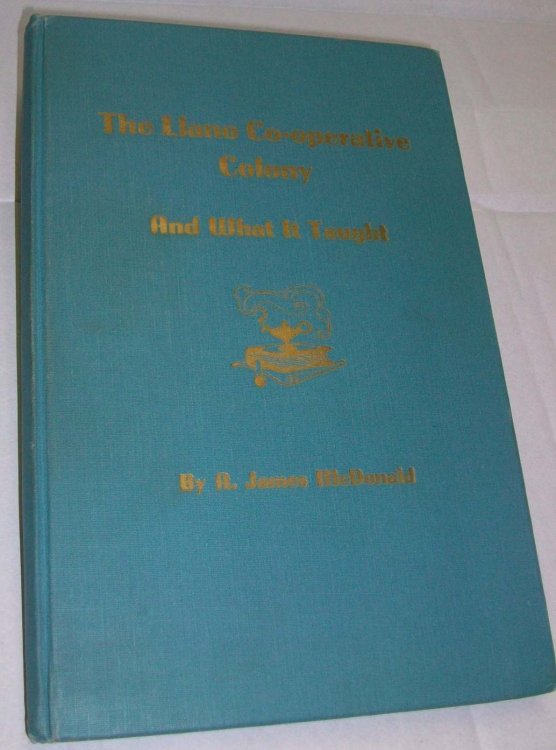 The Llano Co-operative
Colony
And What It Taught
By A. James McDonald